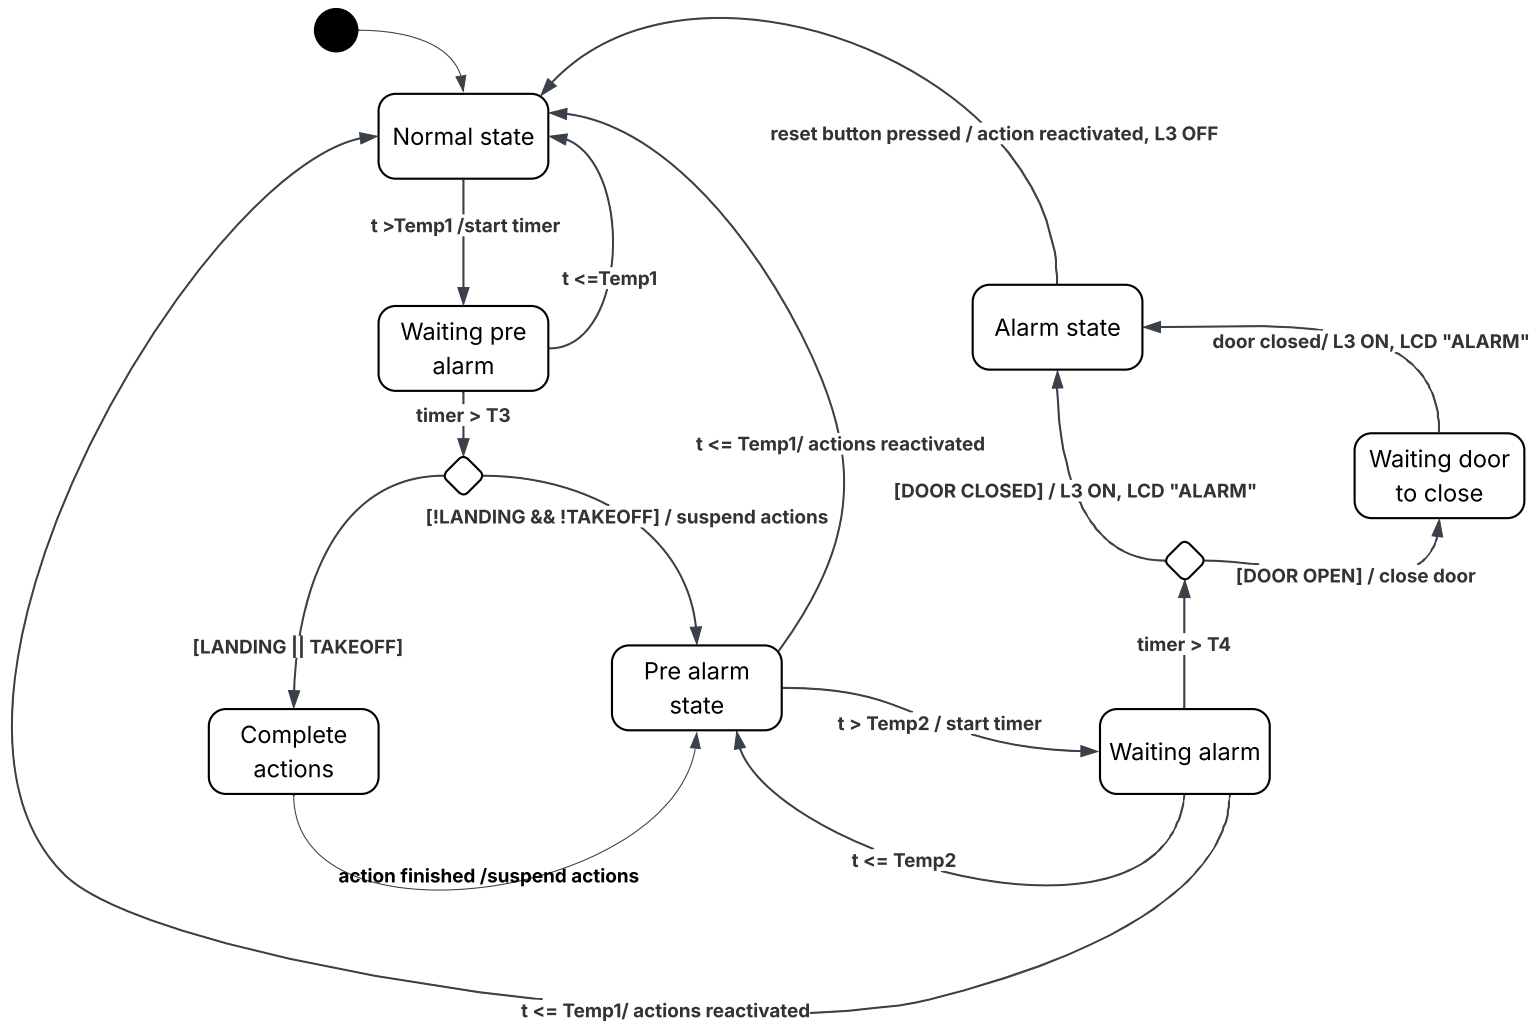 Normal state
reset button pressed / action reactivated, L3 OFF
t >Temp1 /start timer
t <=Temp1
Waiting pre
alarm
Alarm state
door closed/ L3 ON, LCD "ALARM"
timer > T3
t <= Temp1/ actions reactivated
Waiting door
to close
[DOOR CLOSED] / L3 ON, LCD "ALARM"
[!LANDING && !TAKEOFF] / suspend actions
[DOOR OPEN] / close door
[LANDING || TAKEOFF]
timer > T4
Pre alarm
state
t > Temp2 / start timer
Complete
actions
Waiting alarm
t <= Temp2
action finished /suspend actions
t <= Temp1/ actions reactivated